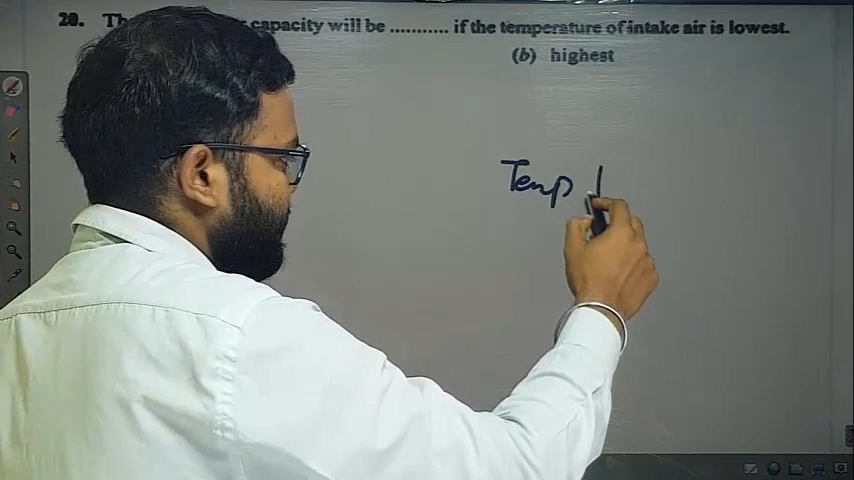 20. Th capacity will be .......... if the temperature of intake air is lowest.
(b) highest
Temp